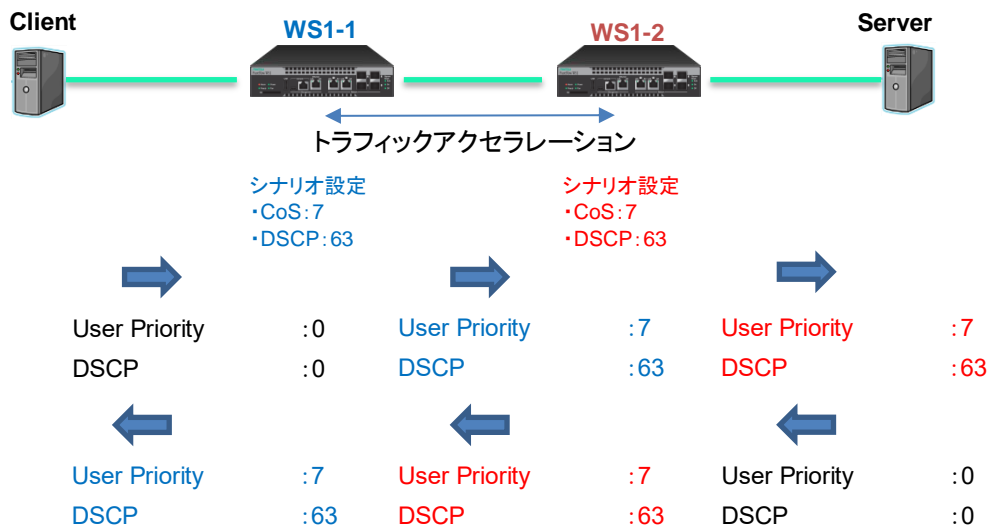 Client
WS1-1
WS1-2
Server
トラフィックアクセラレーション
シナリオ設定
・CoS:7
・DSCP:63
シナリオ設定
・CoS:7
・DSCP:63
User Priority :0
DSCP :0
User Priority :7
DSCP :63
User Priority :7
DSCP :63
User Priority :7
DSCP :63
User Priority :7
DSCP :63
User Priority :0
DSCP :0